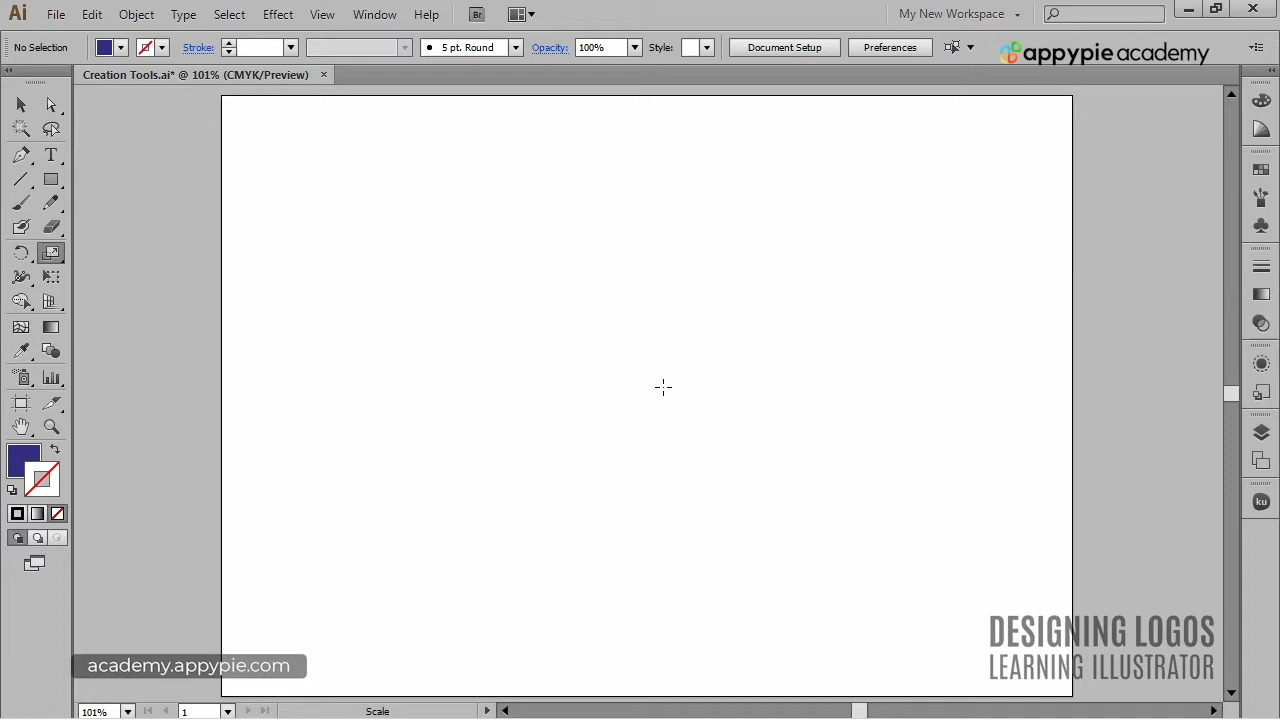 Ai File Edit Object Type Select Effect View Window Help Br My New Workspace
No Selection Stroke: 5 pt. Round Opacity: 100% Style: Document Setup Preferences appypie academy
Creation Tools.ai* @ 101% (CMYK/Preview)
T
ku
DESIGNING LOGOS
LEARNING ILLUSTRATOR
academy.appypie.com
101% 1 Scale